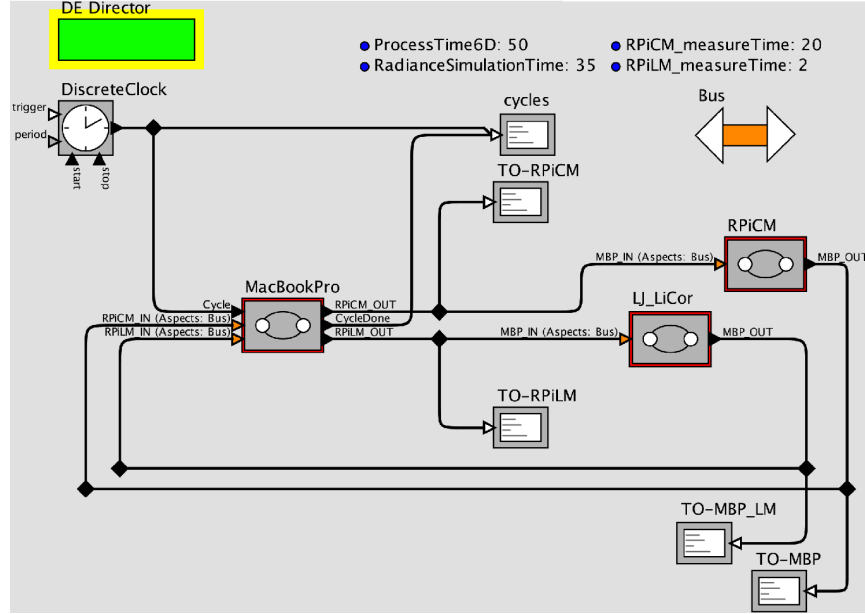 DE Director
ProcessTime6D: 50
RPiCM_measureTime: 20
RadianceSimulationTime: 35
RPiLM_measureTime: 2
DiscreteClock
trigger
period
start
stop
cycles
Bus
TO-RPiCM
RPiCM
MBP_IN (Aspects: Bus)
MBP_OUT
MacBookPro
Cycle
RPiCM_OUT
RPiCM_IN (Aspects: Bus)
CycleDone
RPiLM_IN (Aspects: Bus)
RPiLM_OUT
LJ_LiCor
MBP_IN (Aspects: Bus)
MBP_OUT
TO-RPiLM
TO-MBP_LM
TO-MBP